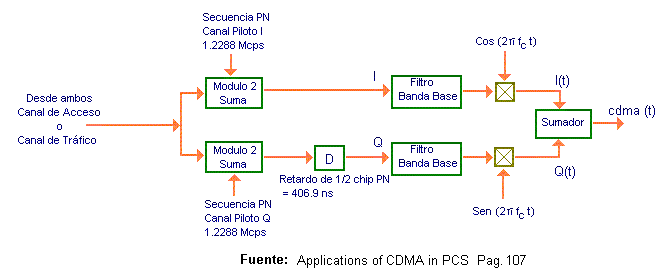 Secuencia PN
Canal Piloto I
1.2288 Mcps
Cos (2π f c t)
Modulo 2
Suma
I
Filtro
Banda Base
I(t)
Desde ambos
Canal de Acceso
o
Canal de Tráfico
Sumador
cdma (t)
Modulo 2
Suma
D
Q
Filtro
Banda Base
Q(t)
Retardo de 1/2 chip PN
= 406.9 ns
Secuencia PN
Canal Piloto Q
1.2288 Mcps
Sen (2π f c t)
Fuente: Applications of CDMA in PCS Pag. 107